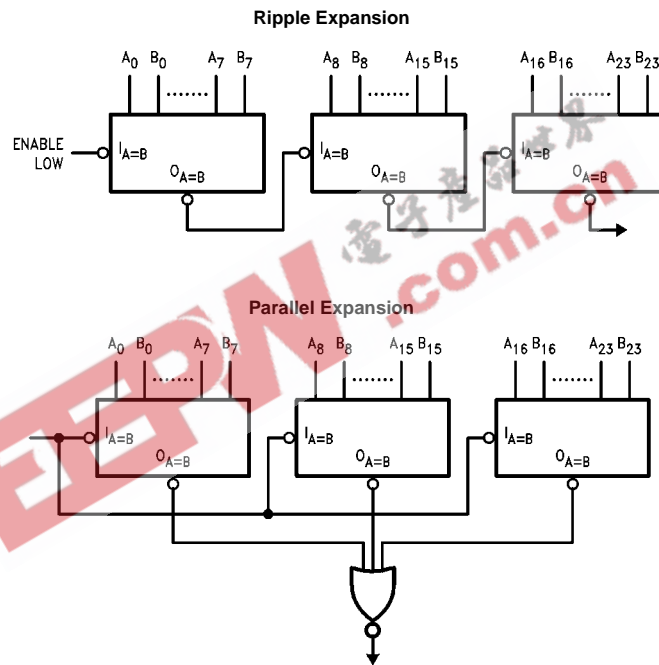 Ripple Expansion
A0 B0 ....... A7 B7
A8 B8 ....... A15 B15
A16 B16 ....... A23 B23
ENABLE
LOW
IA=B
OA=B
IA=B
OA=B
IA=B
OA=B
電子產品世界
EEPW.com.cn
Parallel Expansion
A0 B0 ....... A7 B7
A8 B8 ....... A15 B15
A16 B16 ....... A23 B23
IA=B
OA=B
IA=B
OA=B
IA=B
OA=B